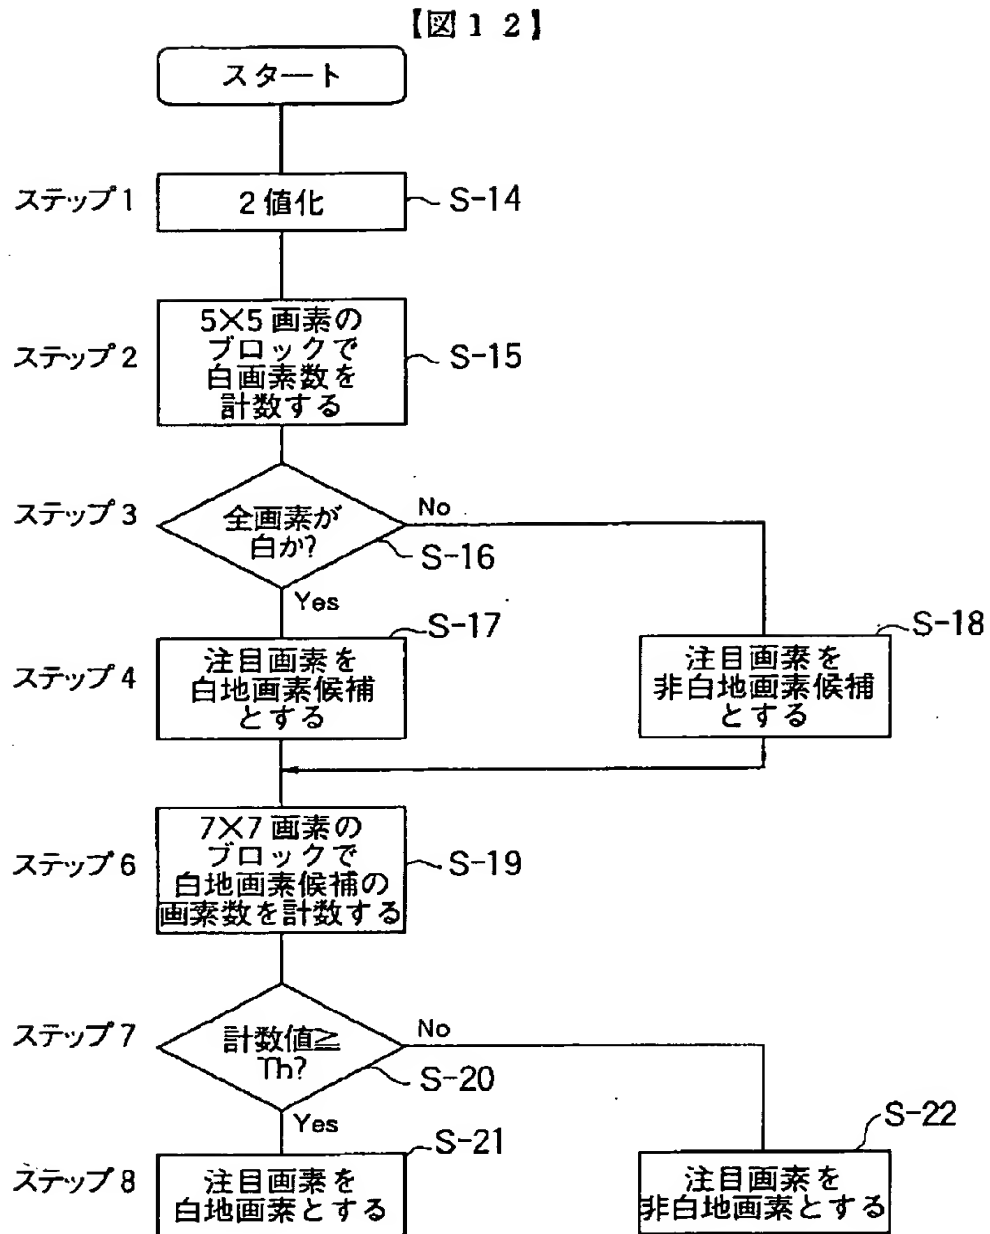 【図１２】
スタート
ステップ1
2値化
S-14
ステップ2
5×5画素の
ブロックで
白画素数を
計数する
S-15
ステップ3
全画素が
白か?
No
S-16
Yes
S-17
ステップ4
注目画素を
白地画素候補
とする
S-18
注目画素を
非白地画素候補
とする
ステップ6
7×7画素の
ブロックで
白地画素候補の
画素数を計数する
S-19
ステップ7
計数値≧
Th?
No
S-20
Yes
S-21
ステップ8
注目画素を
白地画素とする
S-22
注目画素を
非白地画素とする